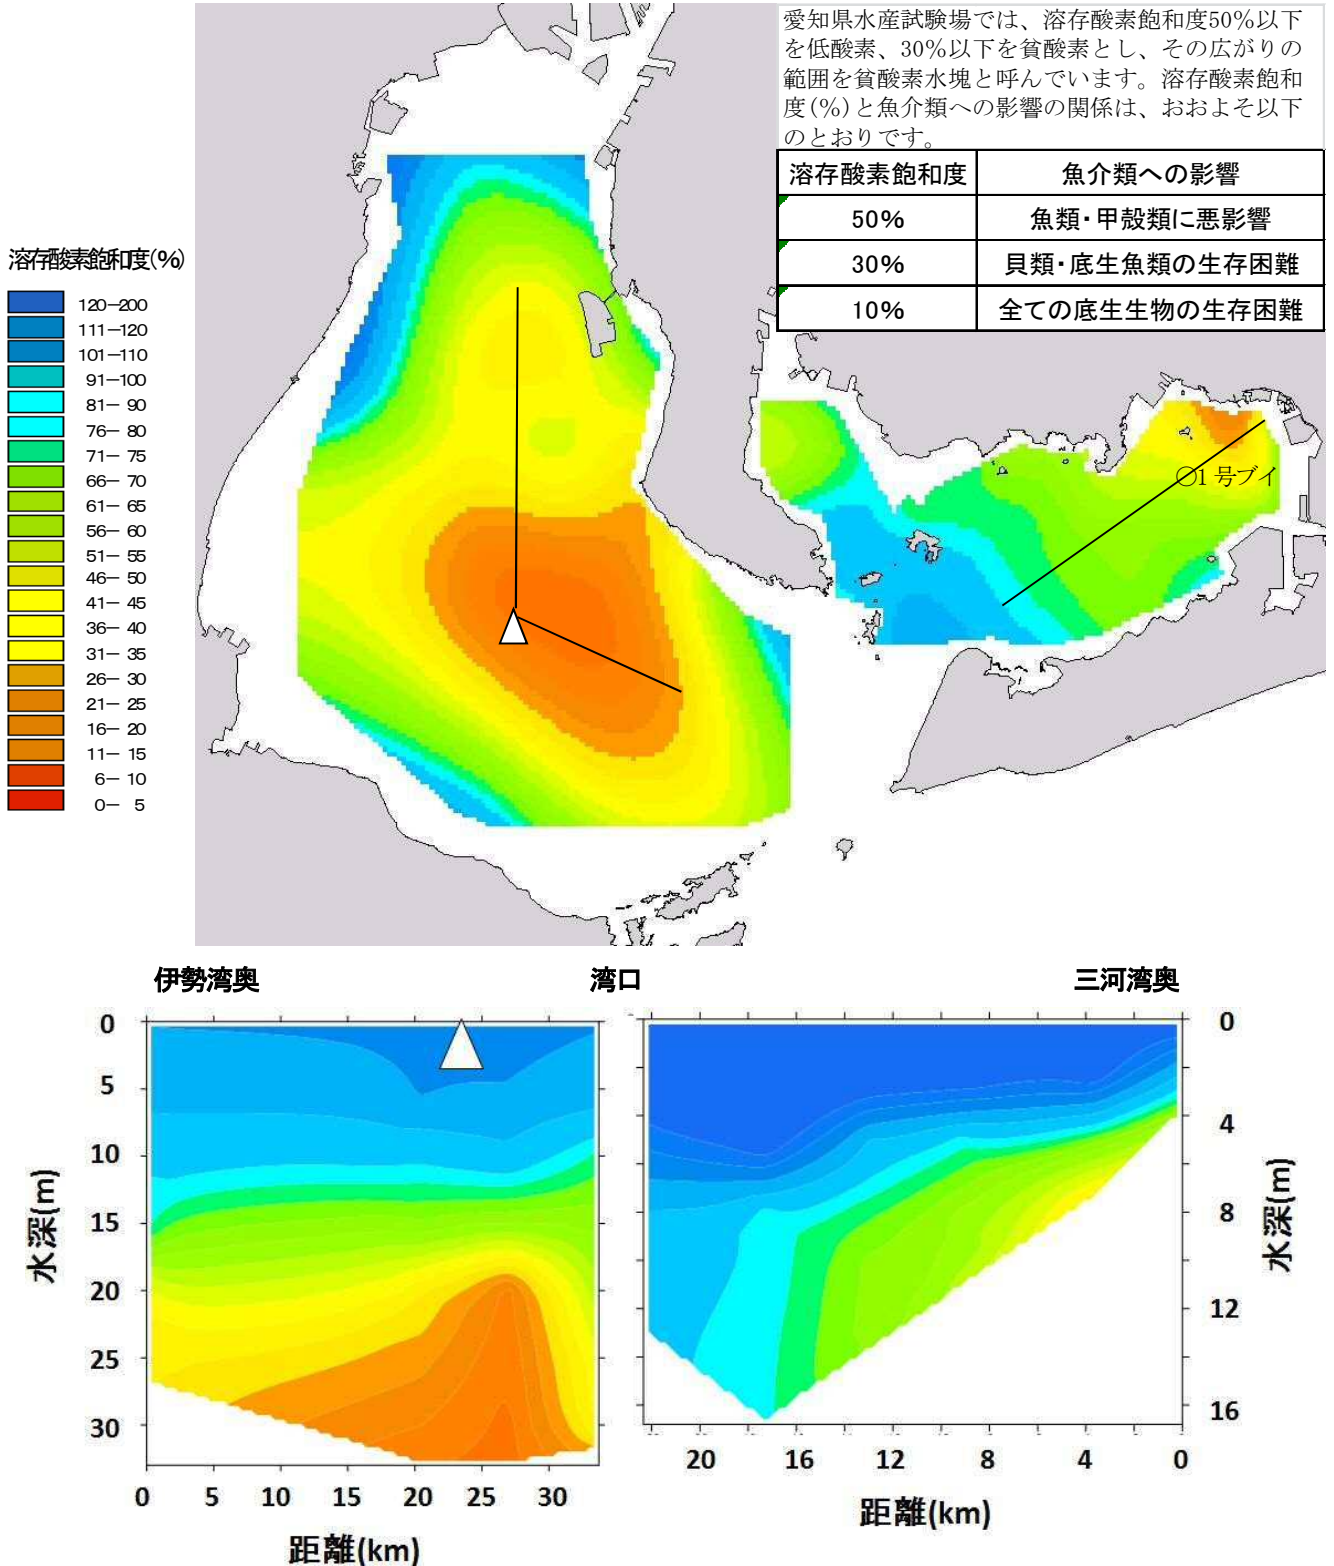 愛知県水産試験場では、溶存酸素飽和度50%以下
を低酸素、30%以下を貧酸素とし、その広がりの
範囲を貧酸素水塊と呼んでいます。溶存酸素飽和
度(%)と魚介類への影響の関係は、おおよそ以下
のとおりです。
溶存酸素飽和度 魚介類への影響
50% 魚類・甲殻類に悪影響
30% 貝類・底生魚類の生存困難
10% 全ての底生生物の生存困難
溶存酸素飽和度(%)
120-200
111-120
101-110
91-100
81- 90
76- 80
71- 75
66- 70
61- 65
56- 60
51- 55
46- 50
41- 45
36- 40
31- 35
26- 30
21- 25
16- 20
11- 15
6- 10
0- 5
○1 号ブイ
伊勢湾奥 湾口 三河湾奥
0
5
10
15
20
25
30
水深(m)
0 5 10 15 20 25 30
距離(km)
0
4
8
12
16
水深(m)
20 16 12 8 4 0
距離(km)